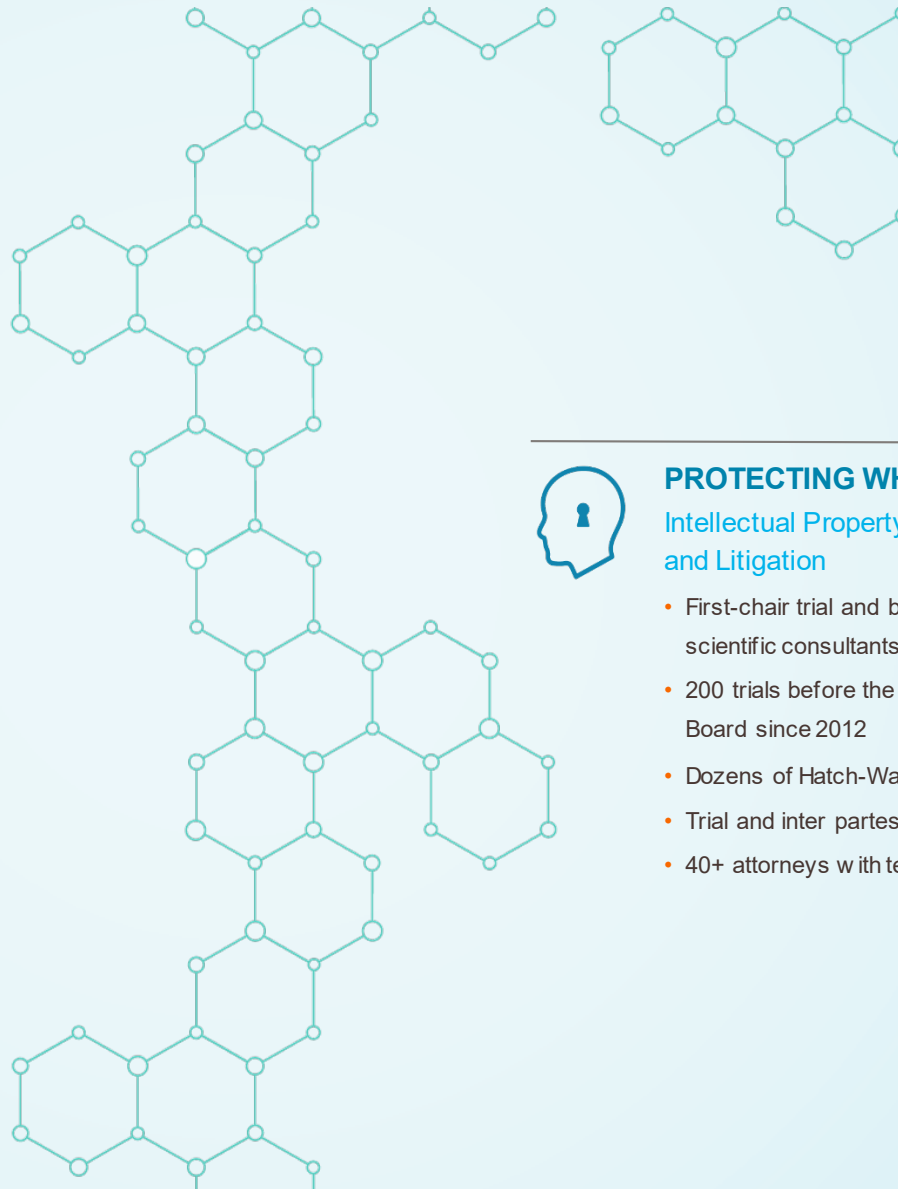 PROTECTING WH
Intellectual Property
and Litigation
• First-chair trial and b
scientific consultants
• 200 trials before the
Board since 2012
• Dozens of Hatch-Wa
• Trial and inter partes
• 40+ attorneys with te